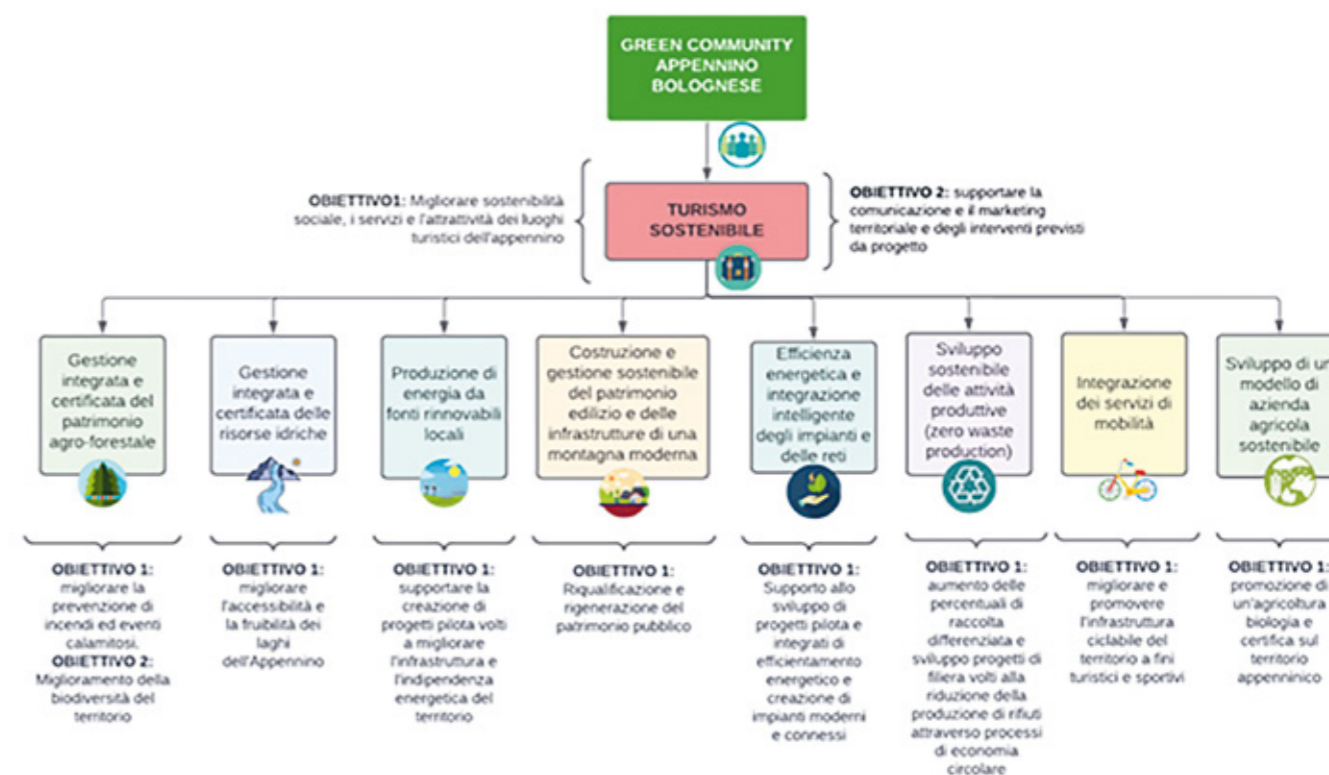 GREEN COMMUNITY
APPENNINO
BOLOGNESE
OBIETTIVO1: Migliorare sostenibilità
sociale, i servizi e l'attrattività dei luoghi
turistici dell'appennino
TURISMO
SOSTENIBILE
OBIETTIVO 2: supportare la
comunicazione e il marketing
territoriale e degli interventi previsti
da progetto
Gestione
integrata e
certificata del
patrimonio
agro-forestale
Gestione
integrata e
certificata delle
risorse idriche
Produzione di
energia da
fonti rinnovabili
locali
Costruzione e
gestione sostenibile
del patrimonio
edilizio e delle
infrastrutture di una
montagna moderna
Efficienza
energetica e
integrazione
intelligente
degli impianti e
delle reti
Sviluppo
sostenibile
delle attività
produttive
(zero waste
production)
Integrazione
dei servizi di
mobilità
Sviluppo di un
modello di
azienda
agricola
sostenibile
OBIETTIVO 1:
migliorare la
prevenzione di
incendi ed eventi
calamitosi.
OBIETTIVO 2:
Miglioramento della
biodiversità del
territorio
OBIETTIVO 1:
migliorare
l'accessibilità e
la fruibilità dei
laghi
dell'Appennino
OBIETTIVO 1:
supportare la
creazione di
progetti pilota volti
a migliorare
l'infrastruttura e
l'indipendenza
energetica del
territorio
OBIETTIVO 1:
Riqualificazione e
rigenerazione del
patrimonio pubblico
OBIETTIVO 1:
Supporto allo
sviluppo di
progetti pilota e
integrati di
efficientamento
energetico e
creazione di
impianti moderni
e connessi
OBIETTIVO 1:
aumento delle
percentuali di
raccolta
differenziata e
sviluppo progetti di
filiera volti alla
riduzione della
produzione di rifiuti
attraverso processi
di economia
circolare
OBIETTIVO 1:
migliorare e
promovere
l'infrastruttura
ciclabile del
territorio a fini
turistici e sportivi
OBIETTIVO 1:
promozione di
un'agricoltura
biologia e
certifica sul
territorio
appenninico